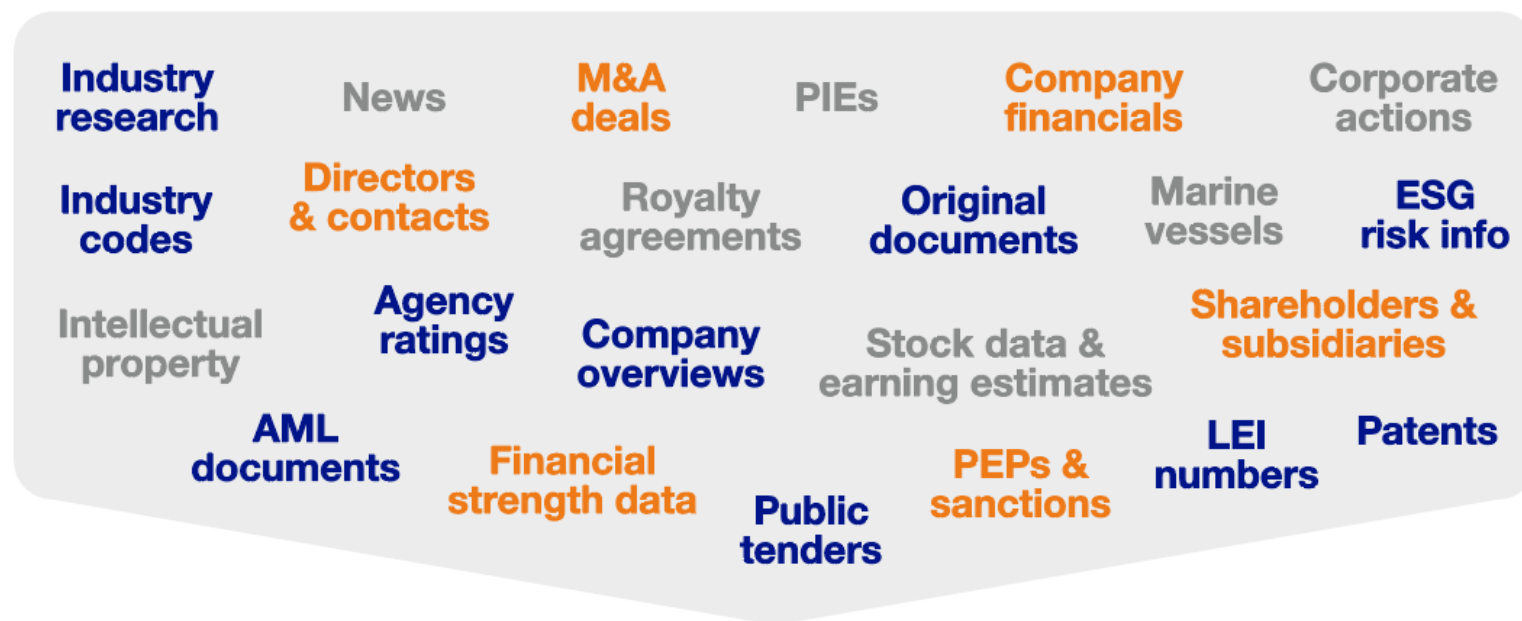 Industry
research
News
M&A
deals
PIEs
Company
financials
Corporate
actions
Industry
codes
Directors
& contacts
Royalty
agreements
Original
documents
Marine
vessels
ESG
risk info
Intellectual
property
Agency
ratings
Company
overviews
Stock data &
earning estimates
Shareholders &
subsidiaries
AML
documents
Financial
strength data
Public
tenders
PEPs &
sanctions
LEI
numbers
Patents